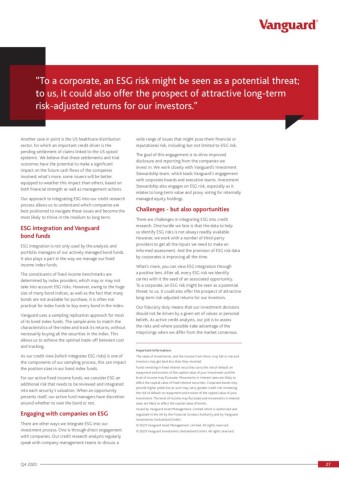 Vanguard
"To a corporate, an ESG risk might be seen as a potential threat;
to us, it could also offer the prospect of attractive long-term
risk-adjusted returns for our investors."
Another case in point is the US healthcare distribution
sector, for which an important credit driver is the
pending settlement of claims linked to the US opioid
epidemic. We believe that these settlements and trial
outcomes have the potential to make a significant
impact on the future cash flows of the companies
involved; what's more, some issuers will be better
equipped to weather this impact than others, based on
both financial strength as well as management actions.
Our approach to integrating ESG into our credit research
process allows us to understand which companies are
best positioned to navigate these issues and become the
most likely to thrive in the medium to long term.
ESG integration and Vanguard
bond funds
ESG integration is not only used by the analysts and
portfolio managers of our actively managed bond funds.
It also plays a part in the way we manage our fixed
income index funds.
The constituents of fixed income benchmarks are
determined by index providers, which may or may not
take into account ESG risks. However, owing to the huge
size of many bond indices, as well as the fact that many
bonds are not available for purchase, it is often not
practical for index funds to buy every bond in the index.
Vanguard uses a sampling replication approach for most
of its bond index funds. The sample aims to match the
characteristics of the index and track its returns, without
necessarily buying all the securities in the index. This
allows us to achieve the optimal trade-off between cost
and tracking.
As our credit view (which integrates ESG risks) is one of
the components of our sampling process, this can impact
the position sizes in our bond index funds.
For our active fixed income funds, we consider ESG an
additional risk that needs to be reviewed and integrated
into each security's valuation. When an opportunity
presents itself, our active fund managers have discretion
around whether to own the bond or not.
Engaging with companies on ESG
There are other ways we integrate ESG into our
investment process. One is through direct engagement
with companies. Our credit research analysts regularly
speak with company management teams to discuss a
wide range of issues that might pose them financial or
reputational risk, including but not limited to ESG risk.
The goal of this engagement is to drive improved
disclosure and reporting from the companies we
invest in. We work closely with Vanguard's Investment
Stewardship team, which leads Vanguard's engagement
with corporate boards and executive teams. Investment
Stewardship also engages on ESG risk, especially as it
relates to long-term value and proxy voting for internally
managed equity holdings.
Challenges - but also opportunities
There are challenges in integrating ESG into credit
research. One hurdle we face is that the data to help
us identify ESG risks is not always readily available.
However, we work with a number of third-party
providers to get all the inputs we need to make an
informed assessment. And the provision of ESG risk data
by corporates is improving all the time.
What's more, you can view ESG integration through
a positive lens. After all, every ESG risk we identify
carries with it the seed of an associated opportunity.
To a corporate, an ESG risk might be seen as a potential
threat; to us, it could also offer the prospect of attractive
long-term risk-adjusted returns for our investors.
Our fiduciary duty means that our investment decisions
should not be driven by a given set of values or personal
beliefs. As active credit analysts, our job is to assess
the risks and where possible take advantage of the
mispricings when we differ from the market consensus.
Important information:
The value of investments, and the income from them, may fall or rise and
investors may get back less than they invested.
Funds investing in fixed interest securities carry the risk of default on
repayment and erosion of the capital value of your investment and the
level of income may fluctuate. Movements in interest rates are likely to
affect the capital value of fixed interest securities. Corporate bonds may
provide higher yields but as such may carry greater credit risk increasing
the risk of default on repayment and erosion of the capital value of your
investment. The level of income may fluctuate and movements in interest
rates are likely to affect the capital value of bonds.
Issued by Vanguard Asset Management, Limited which is authorised and
regulated in the UK by the Financial Conduct Authority and by Vanguard
Investments Switzerland GmbH.
© 2020 Vanguard Asset Management, Limited. All rights reserved.
© 2020 Vanguard Investments Switzerland GmbH. All rights reserved.
Q4 2020
27